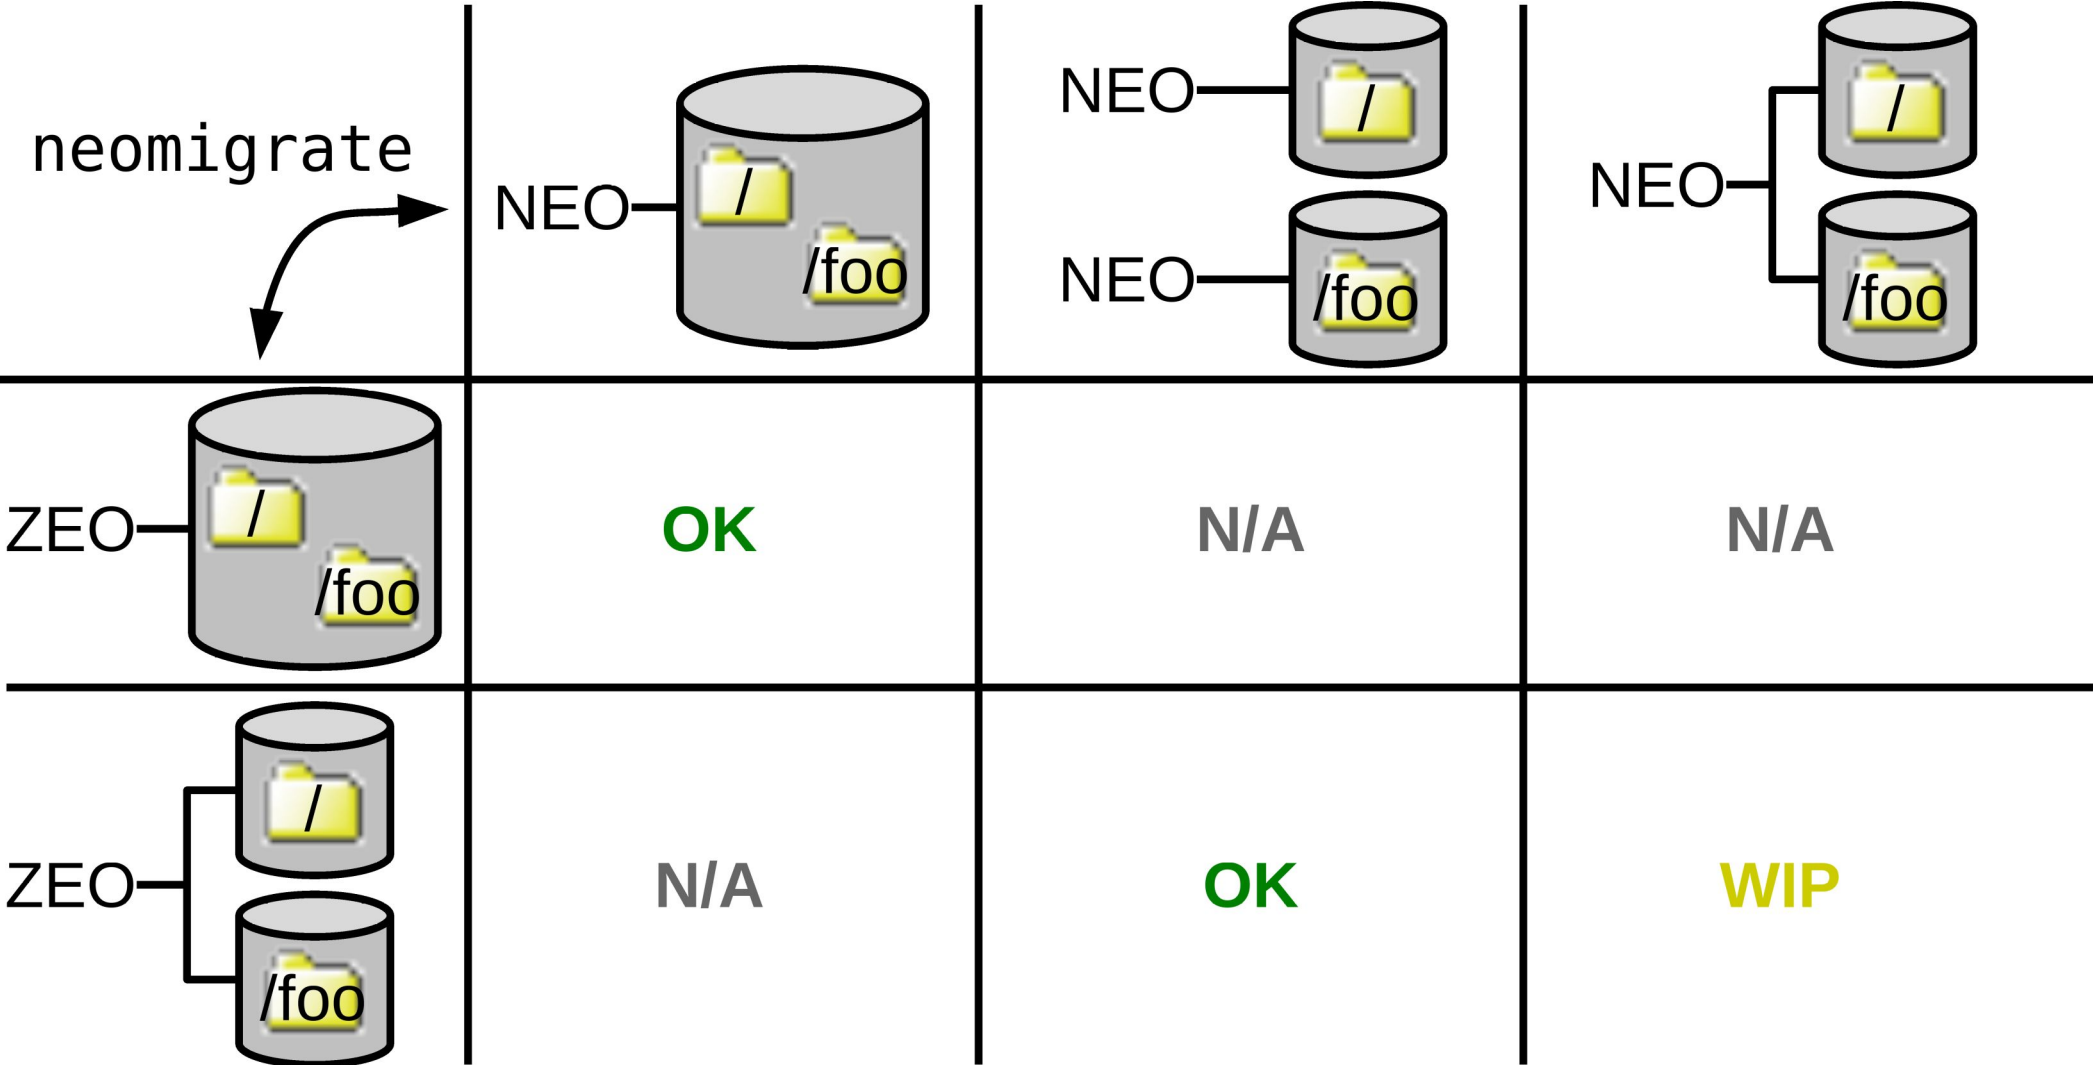 neomigrate
NEO
/
/foo
NEO
/
NEO
/foo
NEO
/
/foo
ZEO
/
/foo
OK
N/A
N/A
ZEO
/
/foo
N/A
OK
WIP